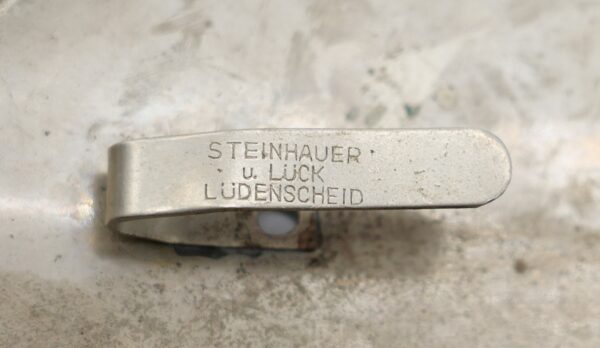 STEINHAUER
u. LÜCK
LÜDENSCHEID